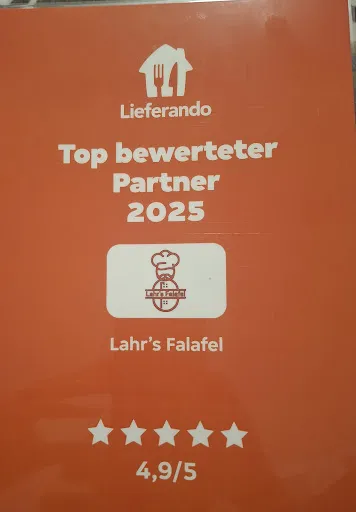 Lieferando
Top bewerteter
Partner
2025
Lahr's Falafel
Lahr's Falafel
4,9/5